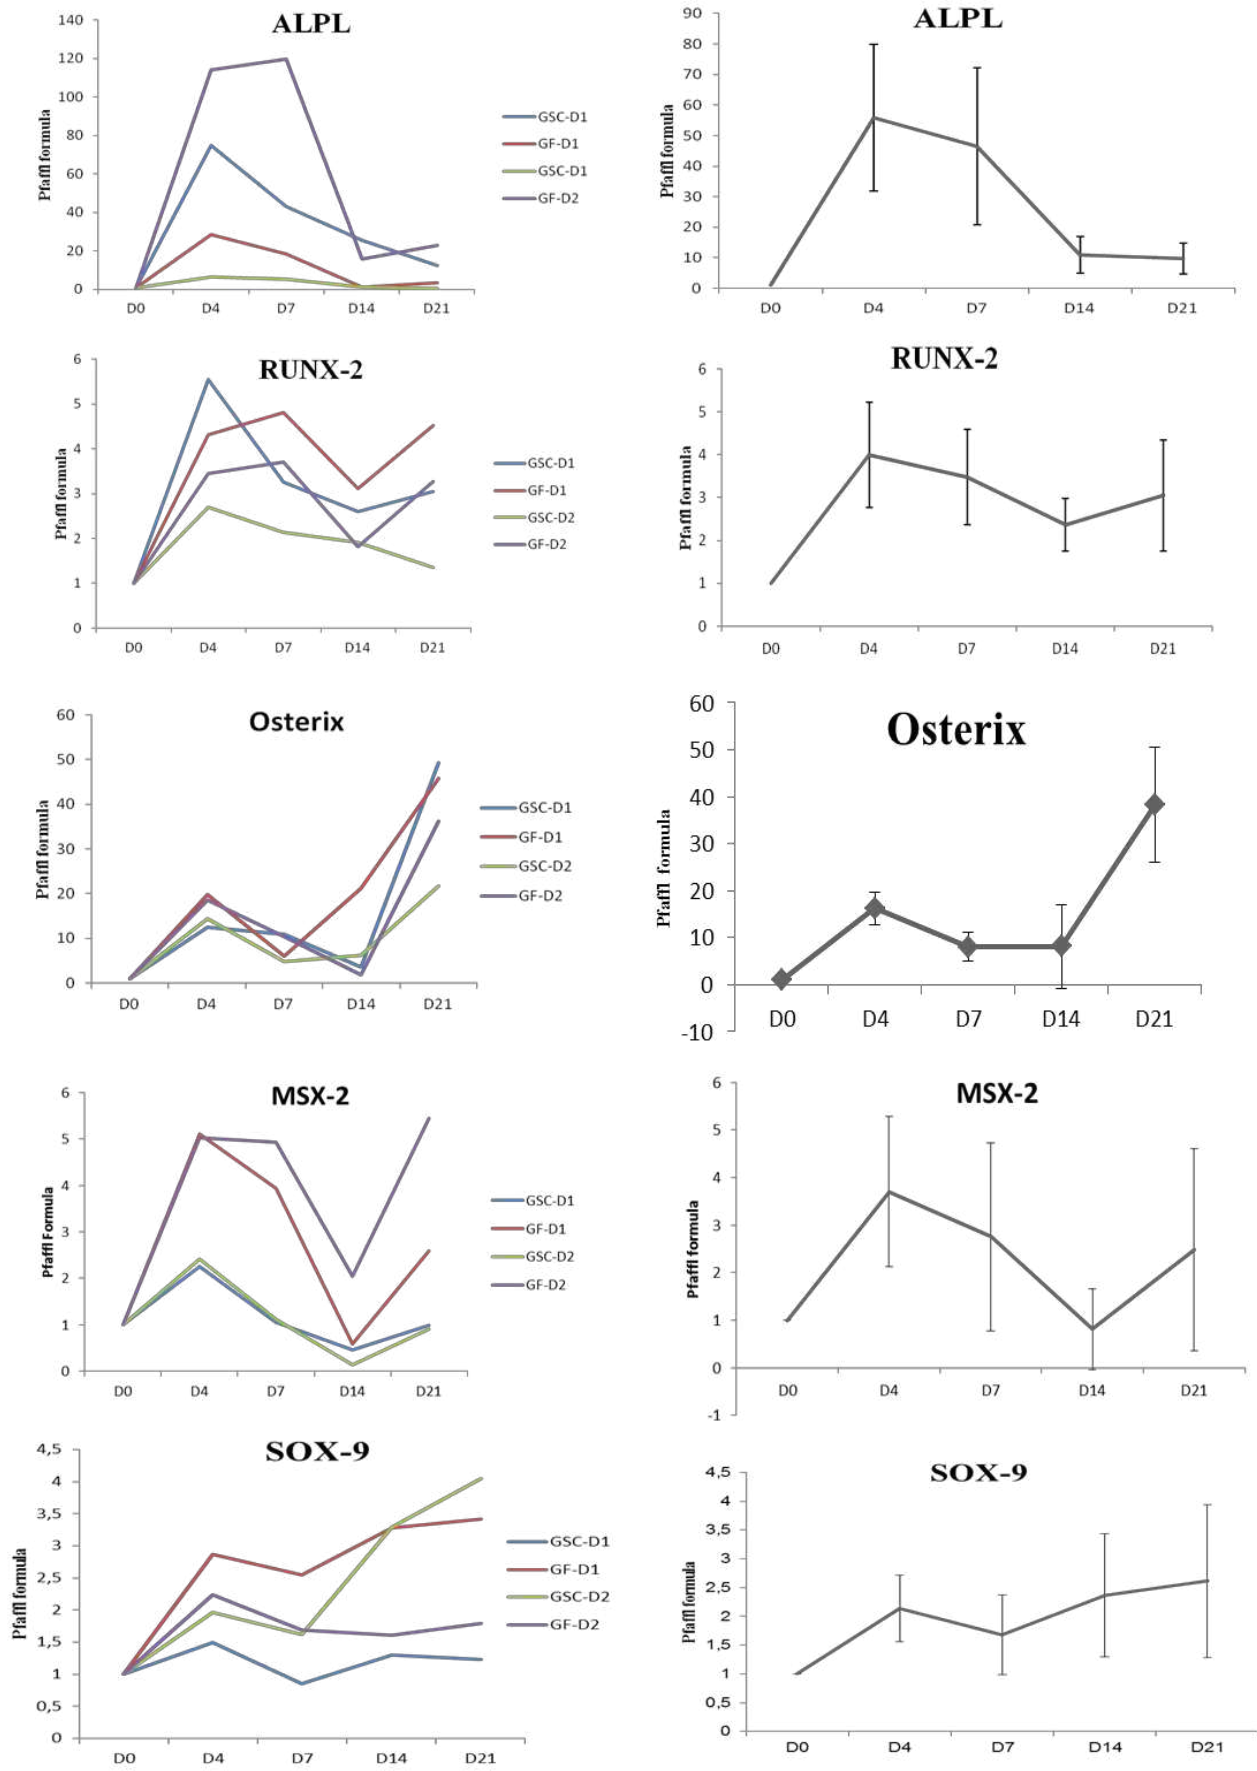 ALPL
Pfaffl formula
140
120
100
80
60
40
20
0
D0 D4 D7 D14 D21
GSC-D1
GF-D1
GSC-D1
GF-D2
ALPL
Pfaffl formula
90
80
70
60
50
40
30
20
10
0
D0 D4 D7 D14 D21
RUNX-2
Pfaffl formula
6
5
4
3
2
1
0
D0 D4 D7 D14 D21
GSC-D1
GF-D1
GSC-D2
GF-D2
RUNX-2
Pfaffl formula
6
5
4
3
2
1
0
D0 D4 D7 D14 D21
Osterix
Pfaffl formula
60
50
40
30
20
10
0
D0 D4 D7 D14 D21
GSC-D1
GF-D1
GSC-D2
GF-D2
Osterix
Pfaffl formula
60
50
40
30
20
10
0
-10
D0 D4 D7 D14 D21
MSX-2
Pfaffl Formula
6
5
4
3
2
1
0
D0 D4 D7 D14 D21
GSC-D1
GF-D1
GSC-D2
GF-D2
MSX-2
Pfaffl formula
6
5
4
3
2
1
0
-1
D0 D4 D7 D14 D21
SOX-9
Pfaffl formula
4,5
4
3,5
3
2,5
2
1,5
1
0,5
0
D0 D4 D7 D14 D21
GSC-D1
GF-D1
GSC-D2
GF-D2
SOX-9
Pfaffl formula
4,5
4
3,5
3
2,5
2
1,5
1
0,5
0
D0 D4 D7 D14 D21